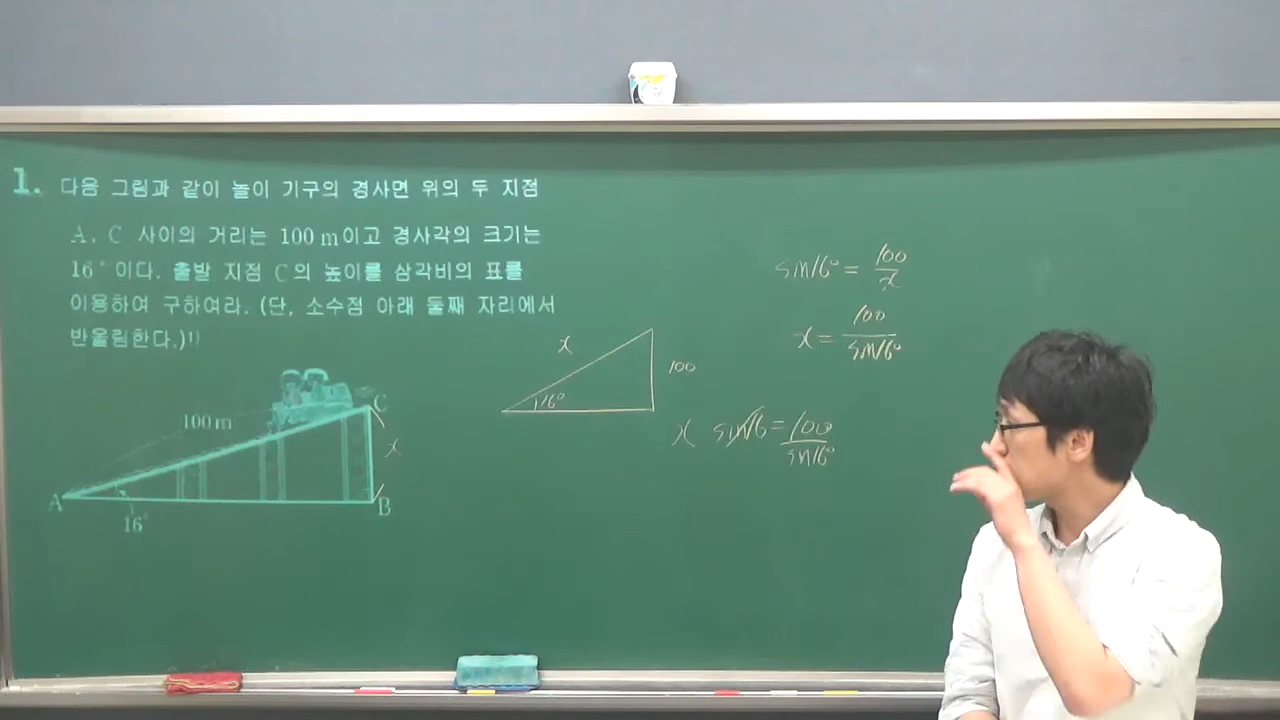 1. 다음 그림과 같이 놀이 기구의 경사면 위의 두 지점
A, C 사이의 거리는 100 m이고 경사각의 크기는
16°이다. 출발 지점 C의 높이를 삼각비의 표를
이용하여 구하여라. (단, 소수점 아래 둘째 자리에서
반올림한다.)1)
100 m
C
x
A
16°
B
x
100
16°
sin16° = 100/x
x = 100/sin16°
x sin16 = 100/sin16°